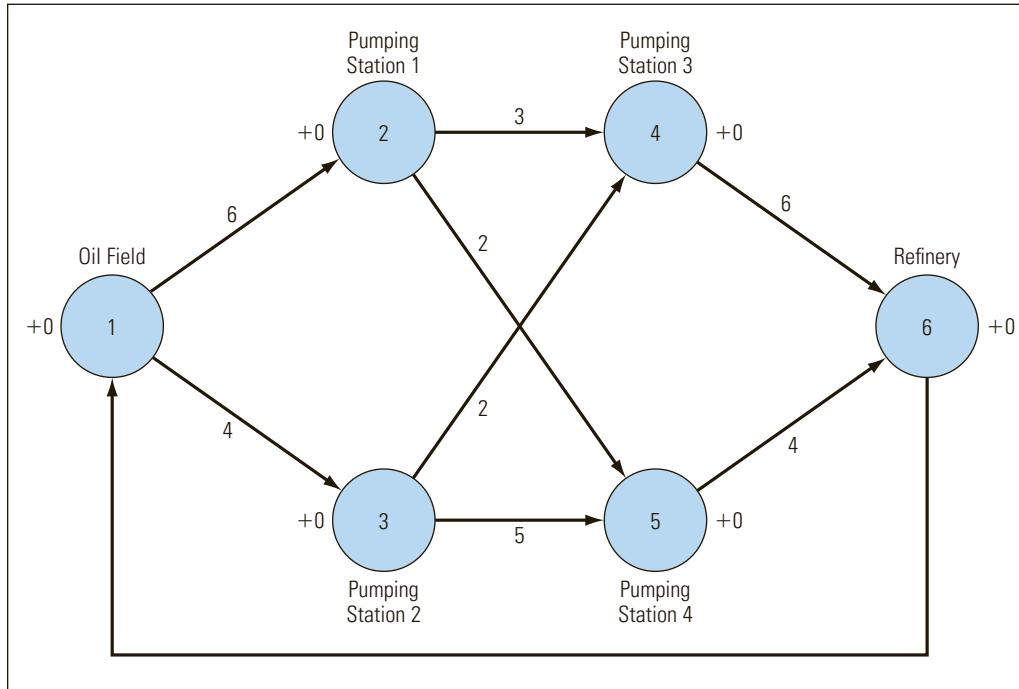 Pumping
Station 1
Pumping
Station 3
+0
2
3
4
+0
6
2
6
Oil Field
Refinery
+0
1
6
+0
4
2
4
+0
3
5
5
+0
Pumping
Station 2
Pumping
Station 4